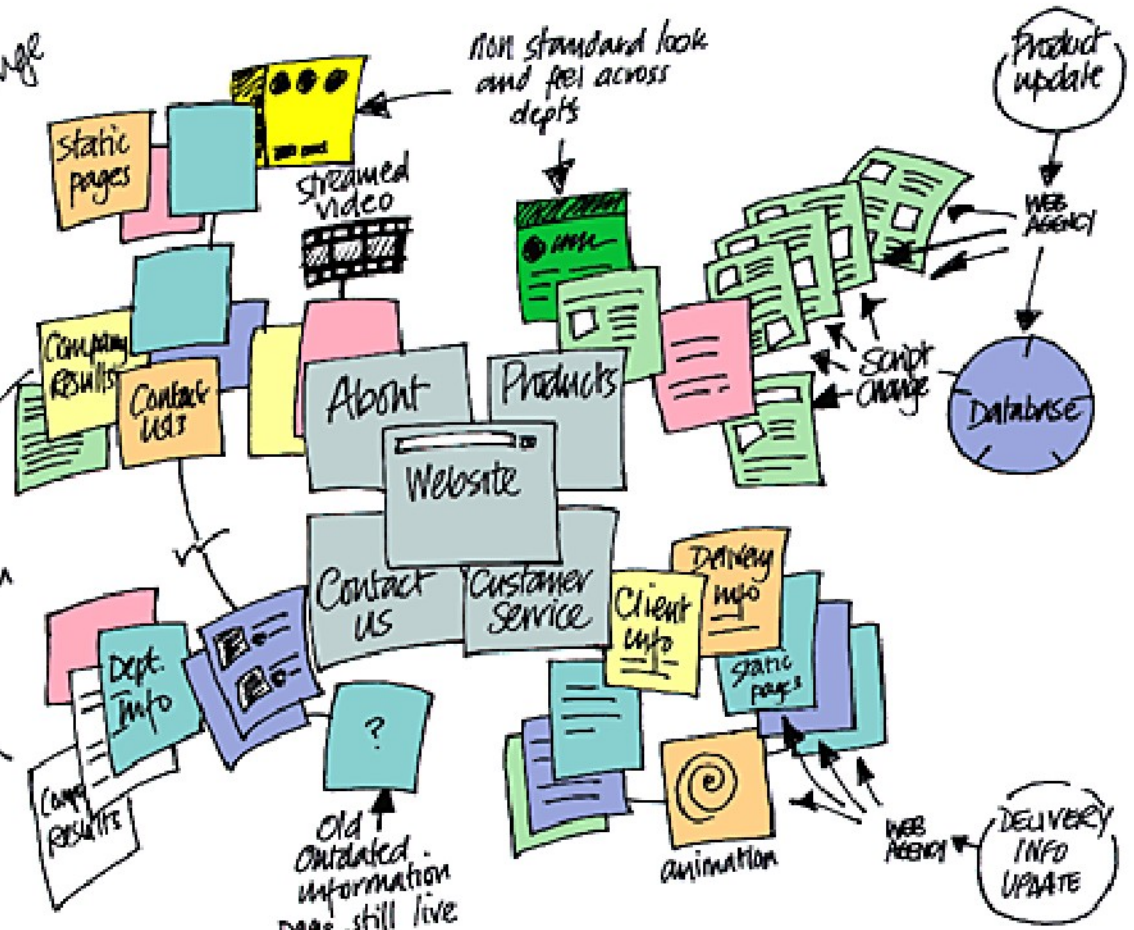 non standard look
and feel across
depts
Product
update
static
pages
streamed
video
WEB
AGENCY
Company
Results
Contact
us?
About
Products
script
change
Database
Website
Contact
us
Customer
Service
Client
info
Delivery
info
static
pages
Dept.
Info
?
Results
Old
Outdated
information
page still live
animation
WEB
AGENCY
DELIVERY
INFO
UPDATE